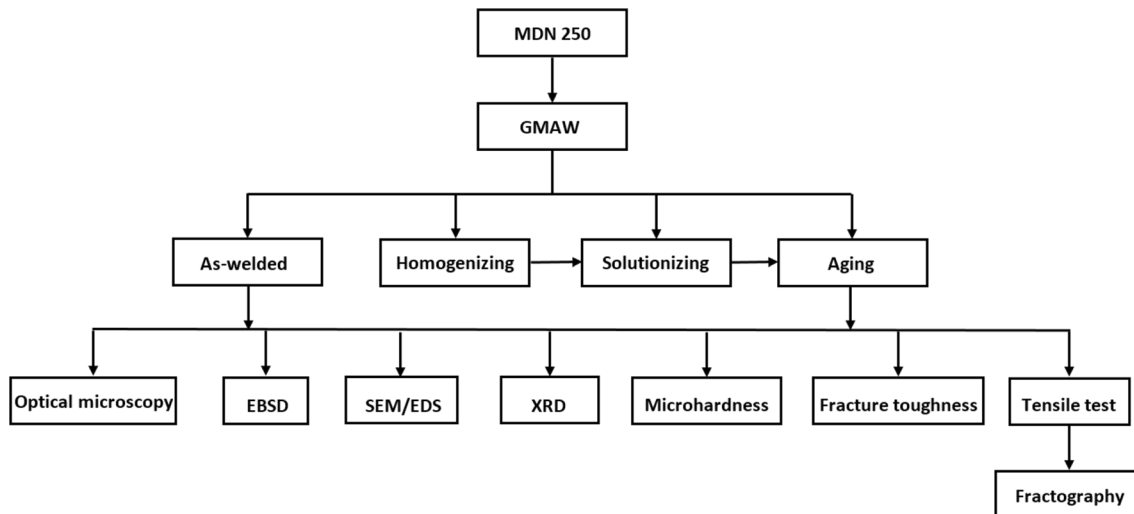 MDN 250
GMAW
As-welded
Homogenizing
Solutionizing
Aging
Optical microscopy
EBSD
SEM/EDS
XRD
Microhardness
Fracture toughness
Tensile test
Fractography